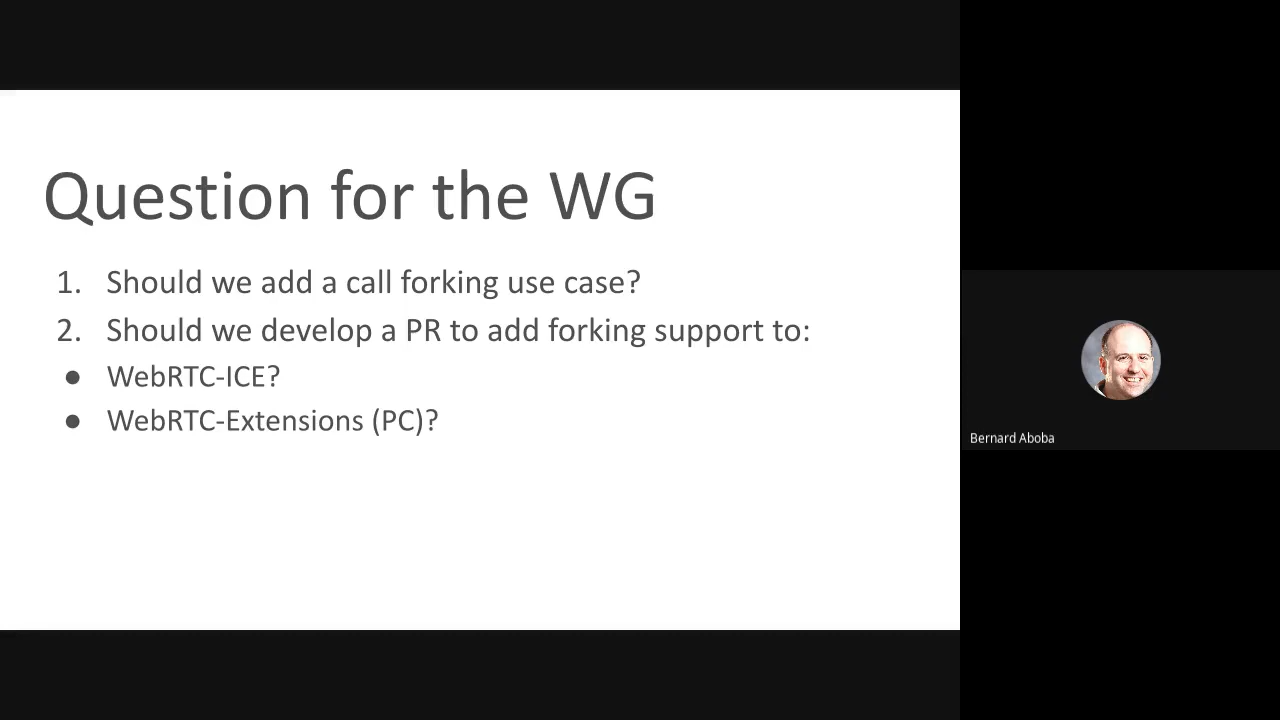 Question for the WG
1. Should we add a call forking use case?
2. Should we develop a PR to add forking support to:
● WebRTC-ICE?
● WebRTC-Extensions (PC)?
Bernard Aboba